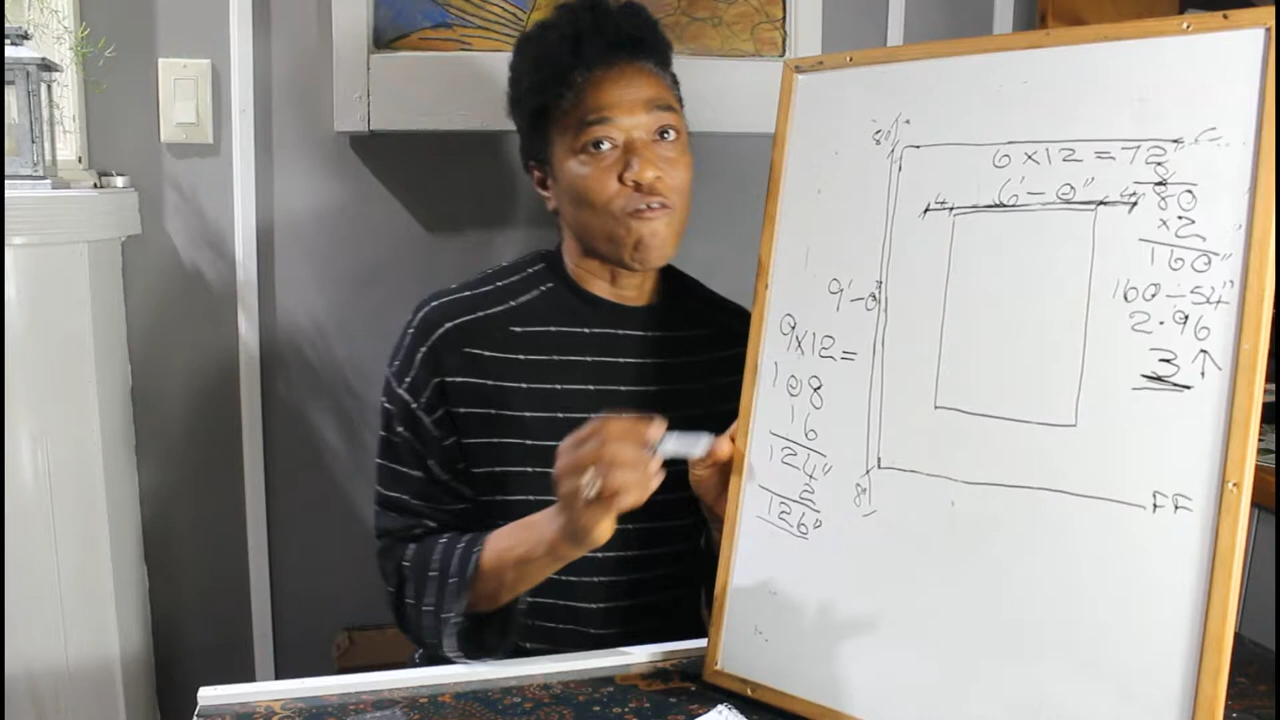 8"
C
6 x 12 = 72"
8
80
x2
160"
160 ÷ 54"
2.96
3 ↑
4" 6' - 0" 4"
9' - 0"
9x12 =
108
16
124"
2
126"
8"
FF